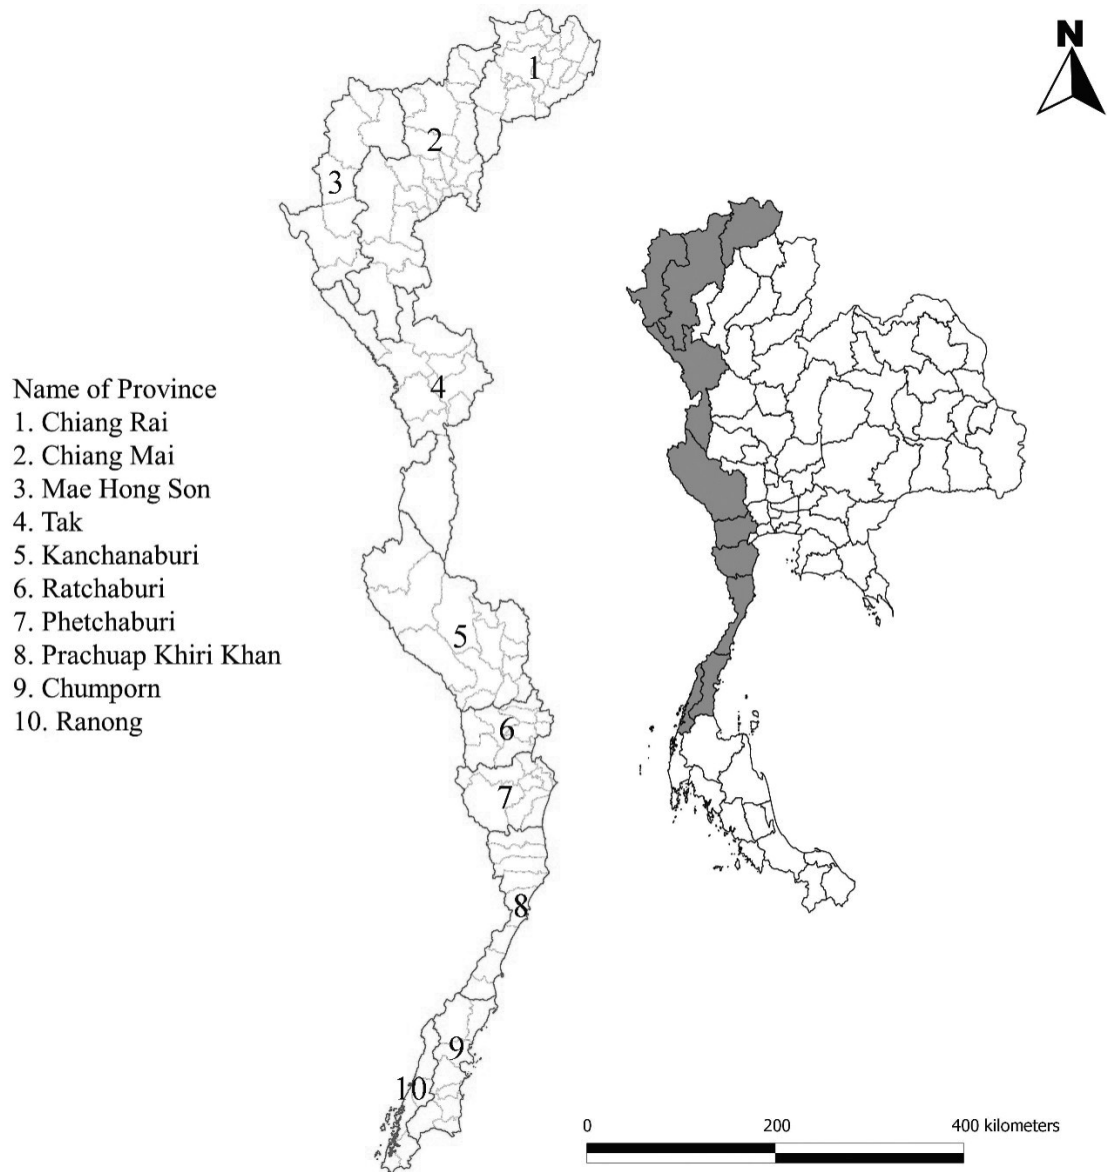 N
1
2
3
4
Name of Province
1. Chiang Rai
2. Chiang Mai
3. Mae Hong Son
4. Tak
5. Kanchanaburi
6. Ratchaburi
7. Phetchaburi
8. Prachuap Khiri Khan
9. Chumporn
10. Ranong
5
6
7
8
9
10
0 200 400 kilometers